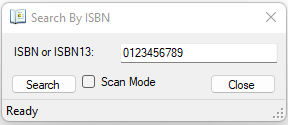 Search By ISBN
ISBN or ISBN13: 0123456789
Search Scan Mode Close
Ready